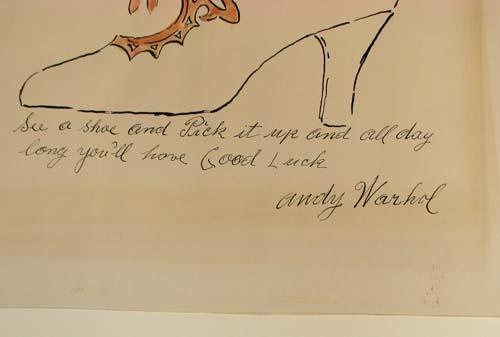 See a shoe and Pick it up and all day
long you'll have Good Luck
andy Warhol